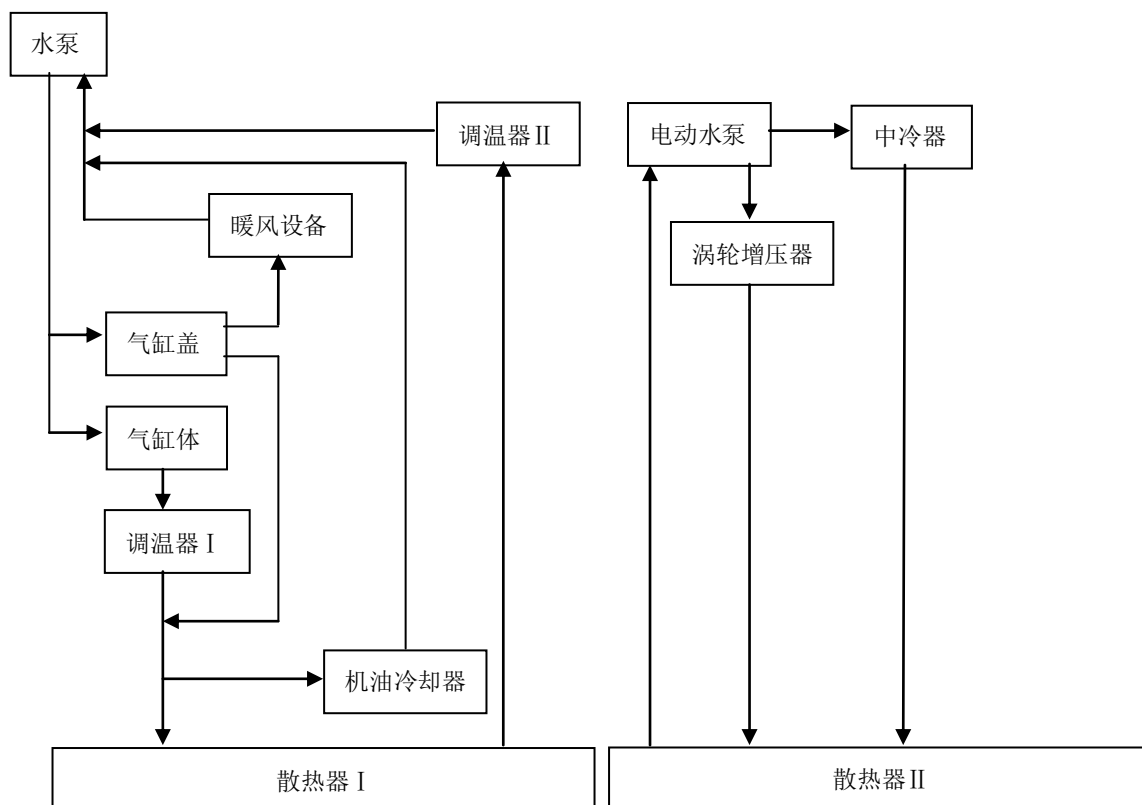 水泵
调温器Ⅱ
电动水泵
中冷器
暖风设备
涡轮增压器
气缸盖
气缸体
调温器Ⅰ
机油冷却器
散热器Ⅰ
散热器Ⅱ